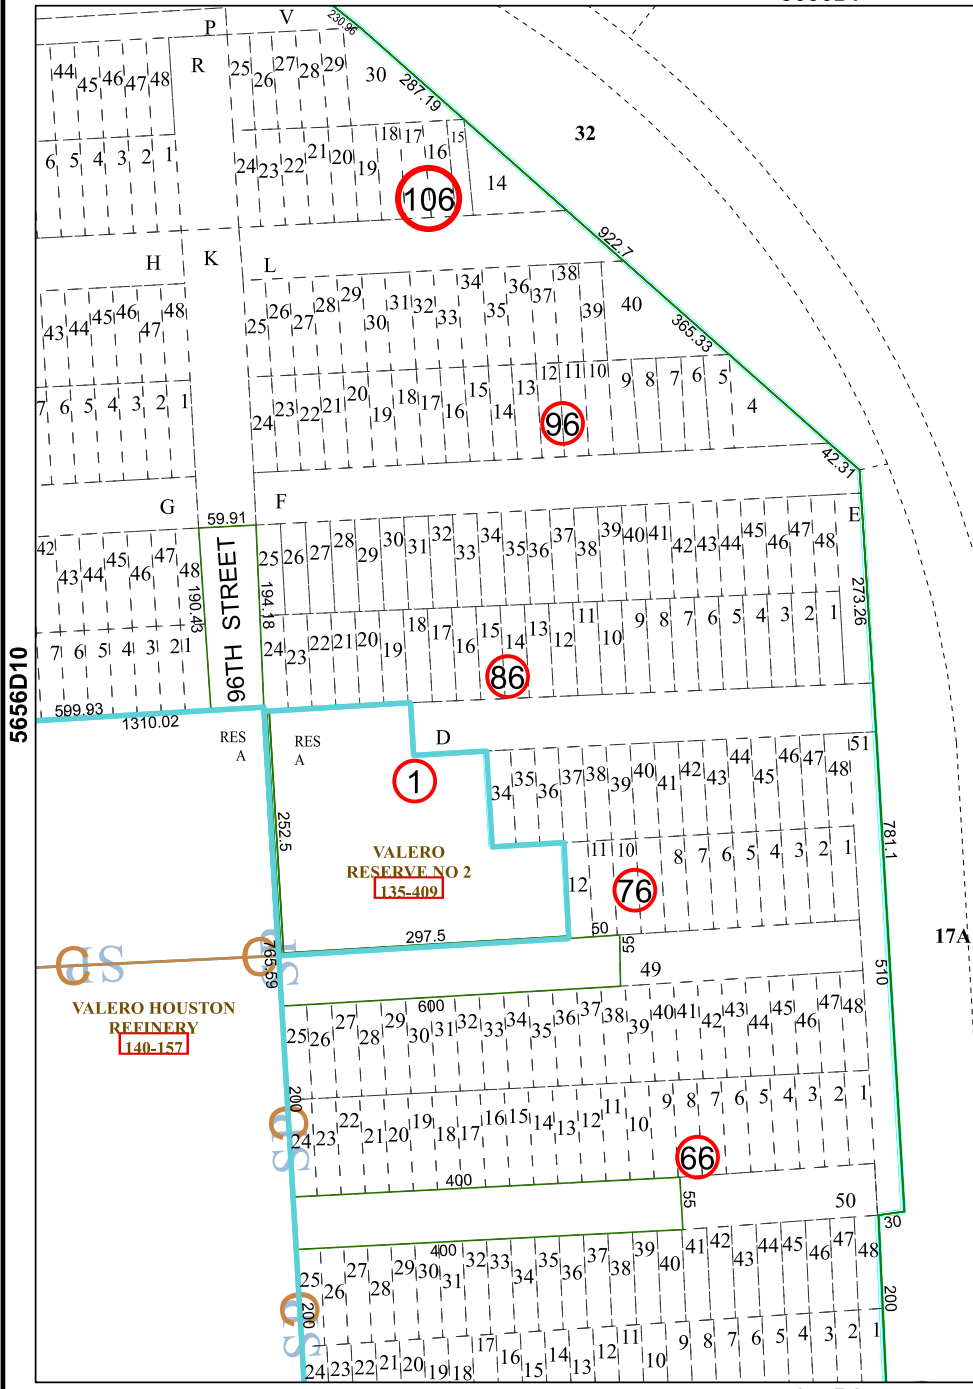 P V 230.96
R 25 26 27 28 29 30 287.19
44 45 46 47 48
32
6 5 4 3 2 1
24 23 22 21 20 19 18 17 16 15 14
106
922.7
H K L
43 44 45 46 47 48
25 26 27 28 29 30 31 32 33 34 35 36 37 38 39 40
365.33
7 6 5 4 3 2 1
24 23 22 21 20 19 18 17 16 15 14 13 12 11 10 9 8 7 6 5 4
96
42.31
G F E
59.91
42 43 44 45 46 47 48
190.43
96TH STREET
194.18
25 26 27 28 29 30 31 32 33 34 35 36 37 38 39 40 41 42 43 44 45 46 47 48
273.26
7 6 5 4 3 2 1
24 23 22 21 20 19 18 17 16 15 14 13 12 11 10 9 8 7 6 5 4 3 2 1
86
5656D10
599.93
1310.02
RES
A
RES
A
D
1
34 35 36 37 38 39 40 41 42 43 44 45 46 47 48 51
252.5
VALERO
RESERVE NO 2
135-409
781.1
12 11 10 8 7 6 5 4 3 2 1
76
297.5
50
55
17A
SP
765.59
49
510
VALERO HOUSTON
REFINERY
140-157
600
25 26 27 28 29 30 31 32 33 34 35 36 37 38 39 40 41 42 43 44 45 46 47 48
200
24 23 22 21 20 19 18 17 16 15 14 13 12 11 10 9 8 7 6 5 4 3 2 1
66
400
55
50
30
400
25 26 27 28 29 30 31 32 33 34 35 36 37 38 39 40 41 42 43 44 45 46 47 48
200
200
24 23 22 21 20 19 18 17 16 15 14 13 12 11 10 9 8 7 6 5 4 3 2 1